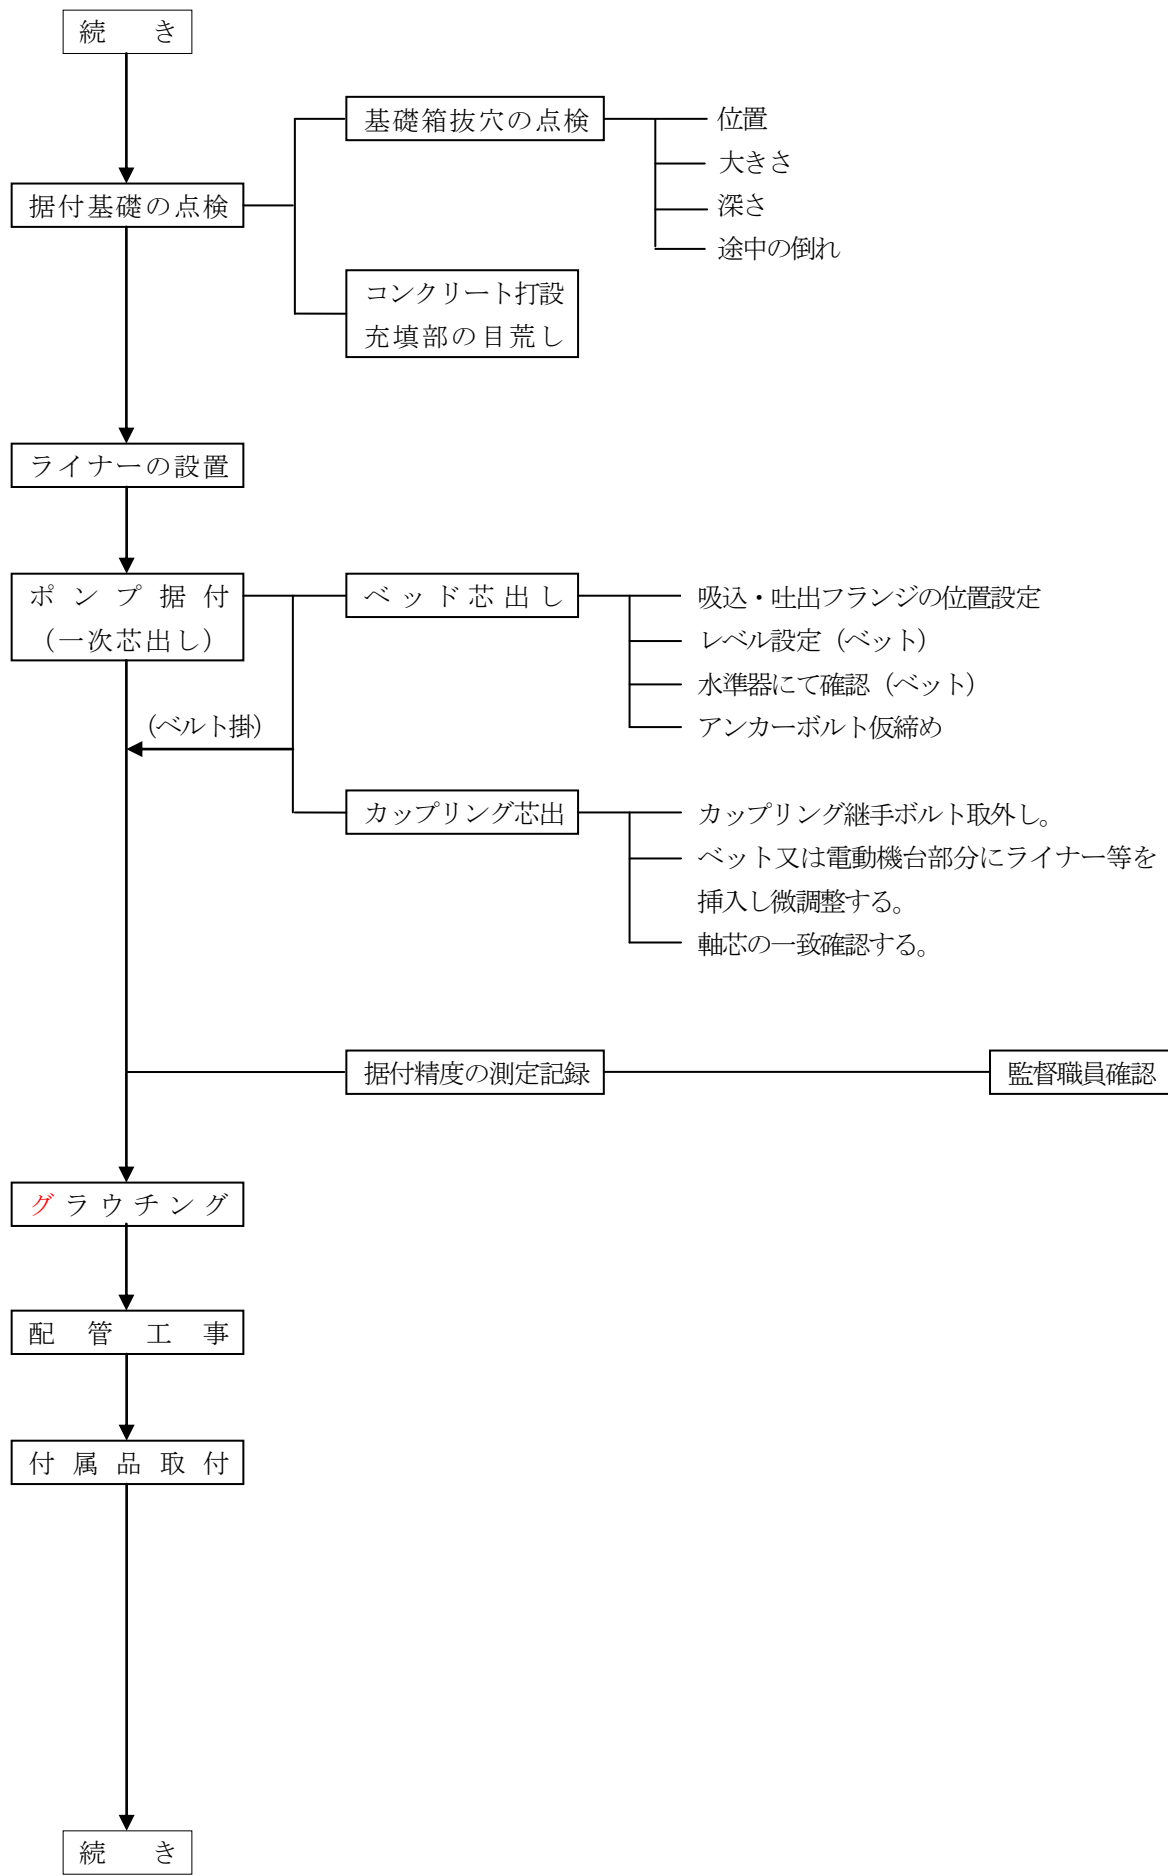 続　き
基礎箱抜穴の点検
位置
大きさ
据付基礎の点検
深さ
途中の倒れ
コンクリート打設
充填部の目荒し
ライナーの設置
ポンプ据付
（一次芯出し）
ベッド芯出し
吸込・吐出フランジの位置設定
レベル設定（ベット）
水準器にて確認（ベット）
アンカーボルト仮締め
（ベルト掛）
カップリング芯出
カップリング継手ボルト取外し。
ベット又は電動機台部分にライナー等を
挿入し微調整する。
軸芯の一致確認する。
据付精度の測定記録
監督職員確認
グラウチング
配管工事
付属品取付
続　き